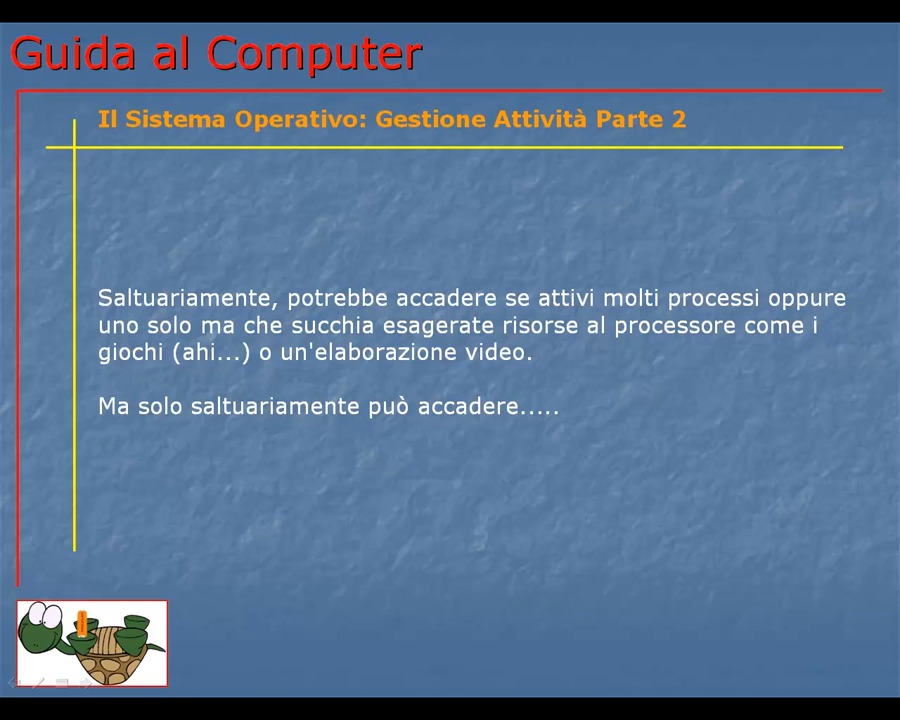 Guida al Computer
Il Sistema Operativo: Gestione Attività Parte 2
Saltuariamente, potrebbe accadere se attivi molti processi oppure
uno solo ma che succhia esagerate risorse al processore come i
giochi (ahi...) o un'elaborazione video.
Ma solo saltuariamente può accadere.....